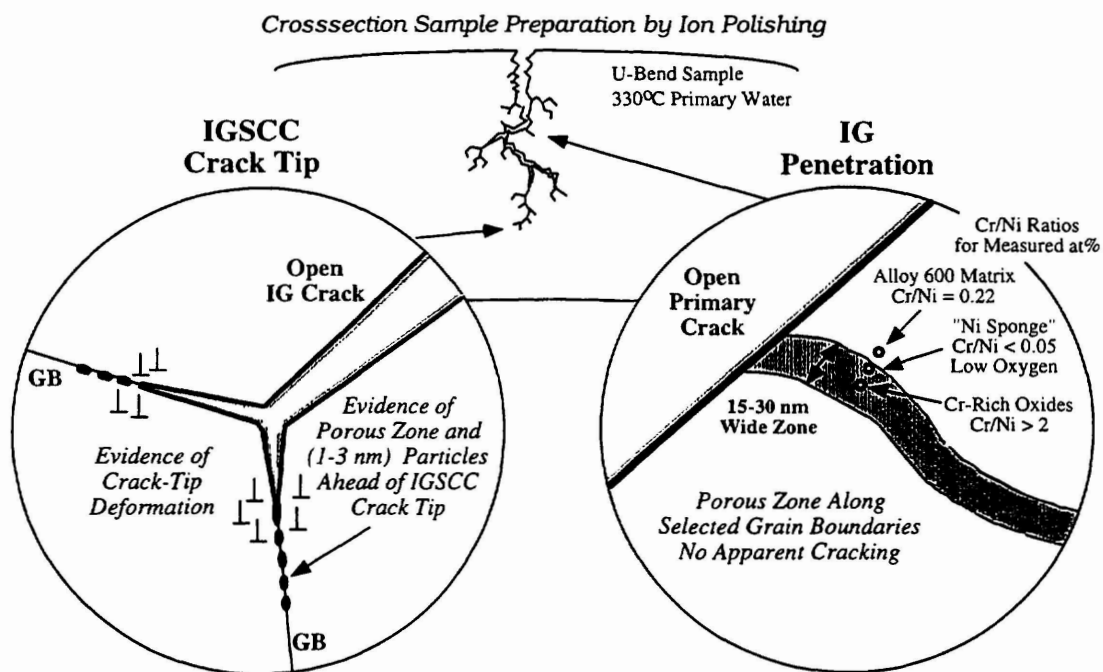 Crosssection Sample Preparation by Ion Polishing
U-Bend Sample
330⁰C Primary Water
IGSCC
Crack Tip
IG
Penetration
Open
IG Crack
GB
Evidence of
Crack-Tip
Deformation
Evidence of
Porous Zone and
(1-3 nm) Particles
Ahead of IGSCC
Crack Tip
GB
Cr/Ni Ratios
for Measured at%
Open
Primary
Crack
Alloy 600 Matrix
Cr/Ni = 0.22
"Ni Sponge"
Cr/Ni < 0.05
Low Oxygen
Cr-Rich Oxides
Cr/Ni > 2
15-30 nm
Wide Zone
Porous Zone Along
Selected Grain Boundaries
No Apparent Cracking